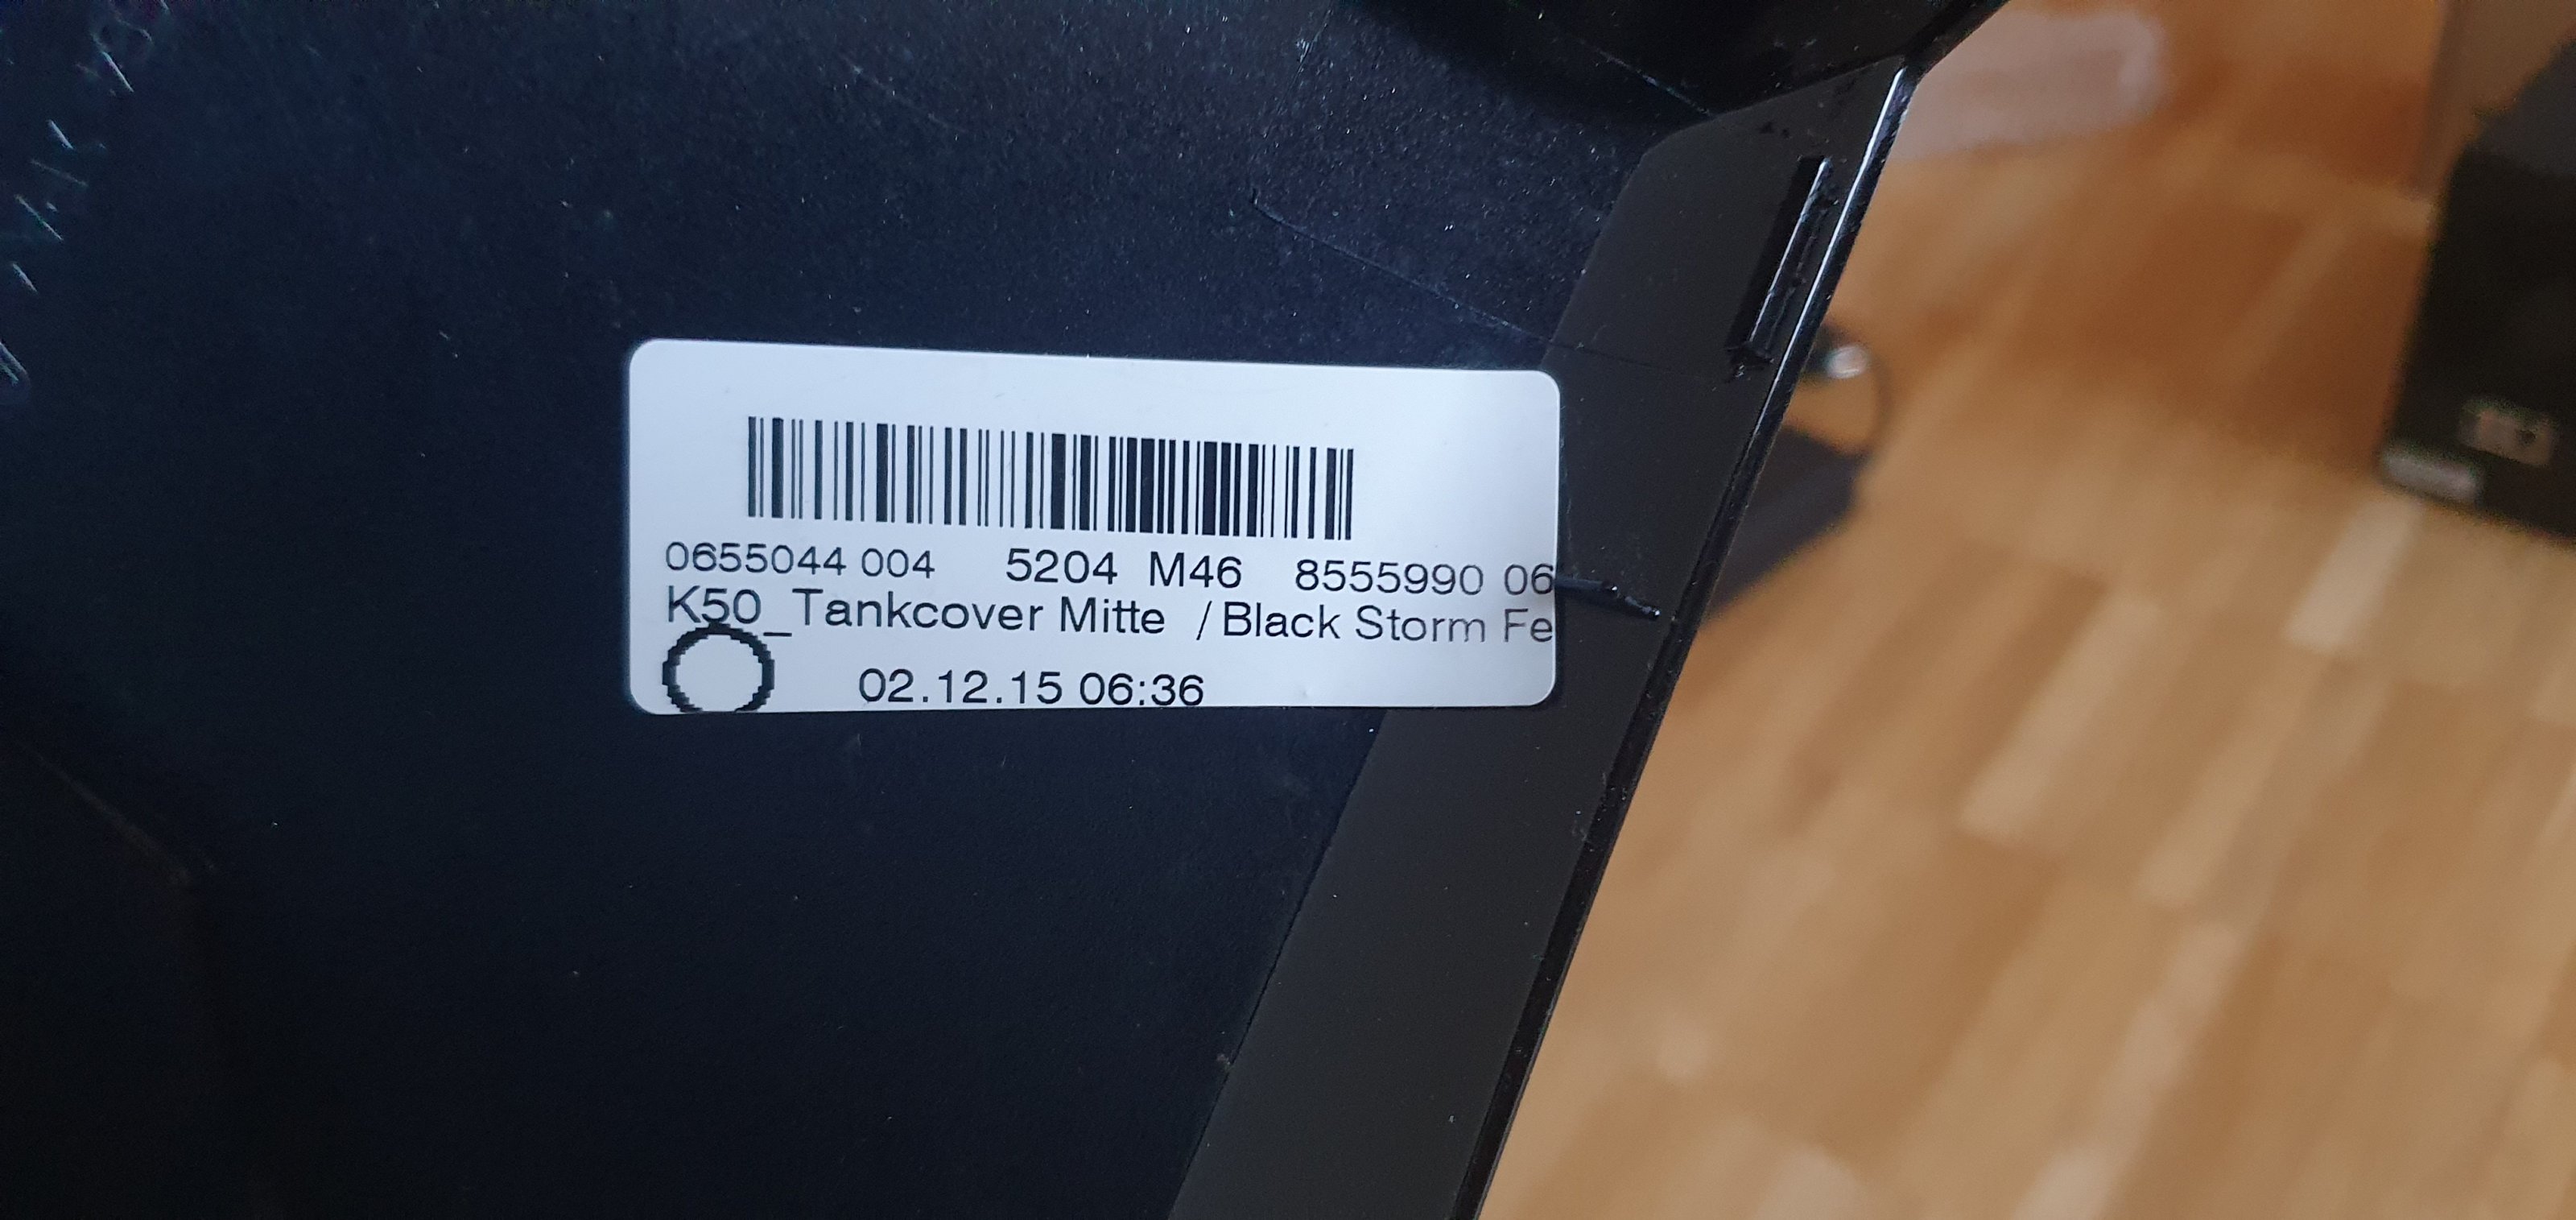 0655044 004 5204 M46 8555990 06
K50_Tankcover Mitte /Black Storm Fe
02.12.15 06:36